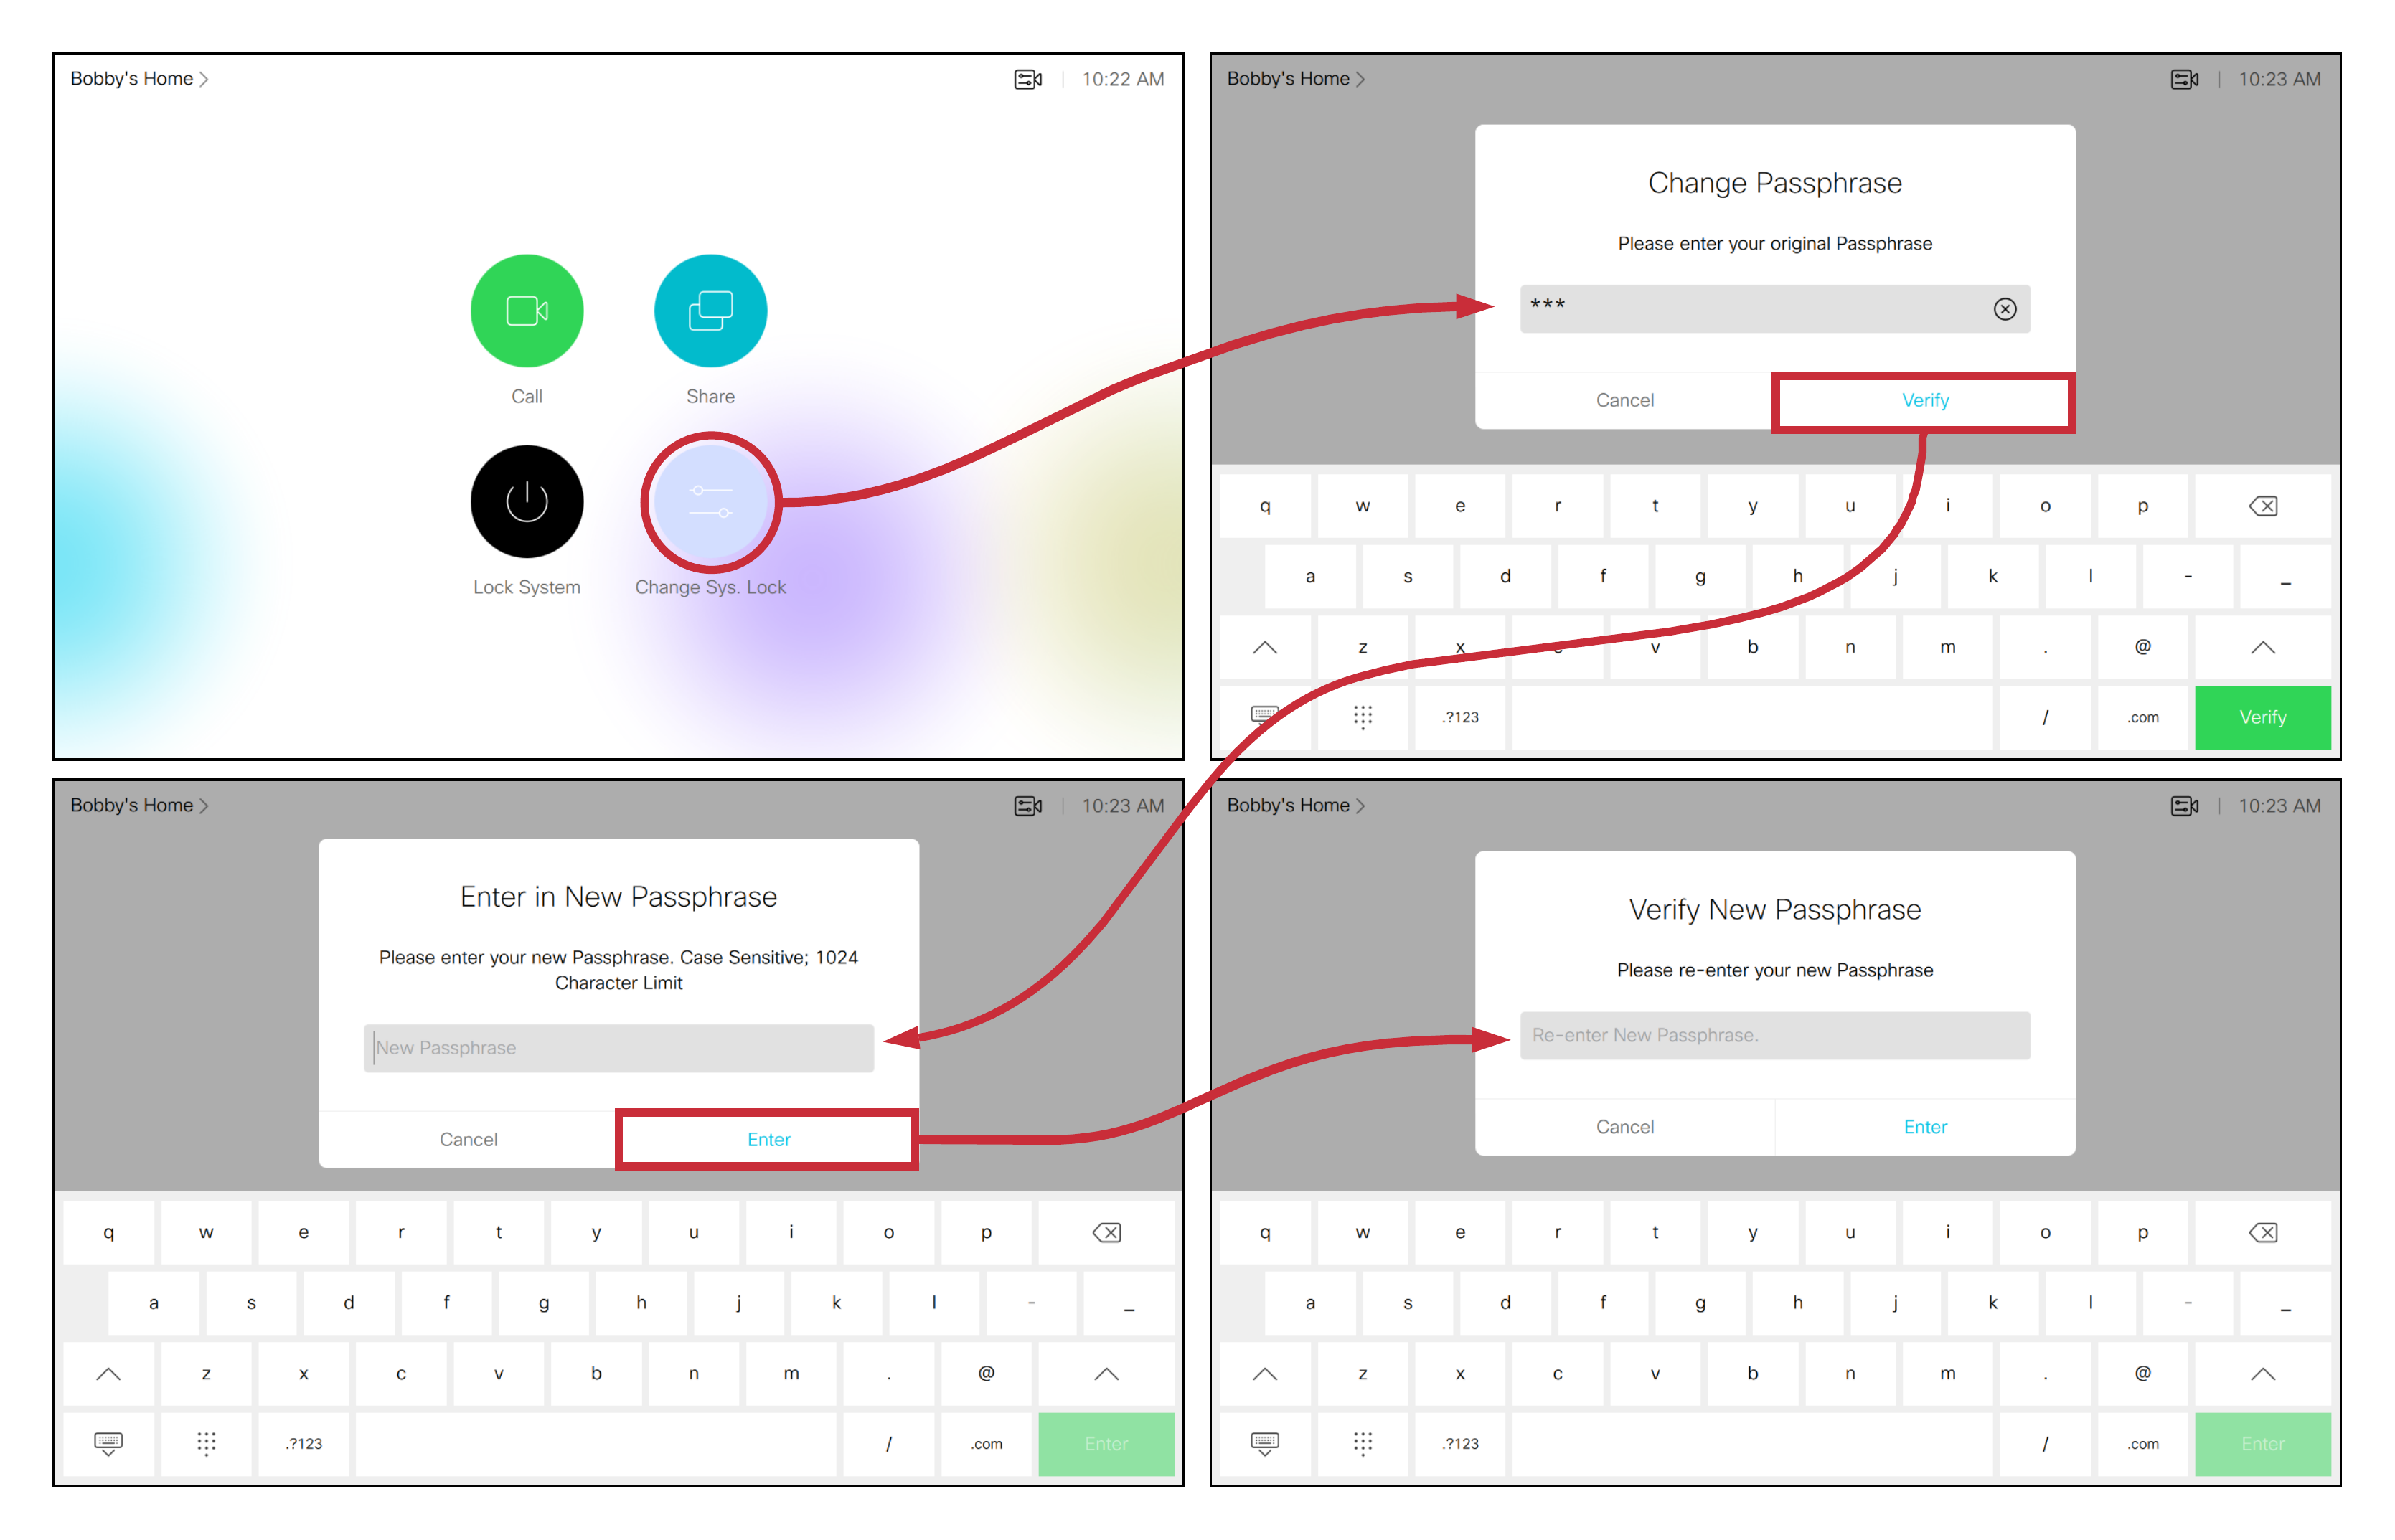 Bobby's Home
10:22 AM
Call
Share
Lock System
Change Sys. Lock
Bobby's Home
10:23 AM
Change Passphrase
Please enter your original Passphrase
***
Cancel
Verify
q w e r t y u i o p
a s d f g h j k l - _
z x c v b n m . @
.?123 / .com Verify
Bobby's Home
10:23 AM
Enter in New Passphrase
Please enter your new Passphrase. Case Sensitive; 1024
Character Limit
New Passphrase
Cancel
Enter
q w e r t y u i o p
a s d f g h j k l - _
z x c v b n m . @
.?123 / .com Enter
Bobby's Home
10:23 AM
Verify New Passphrase
Please re-enter your new Passphrase
Re-enter New Passphrase.
Cancel
Enter
q w e r t y u i o p
a s d f g h j k l - _
z x c v b n m . @
.?123 / .com Enter